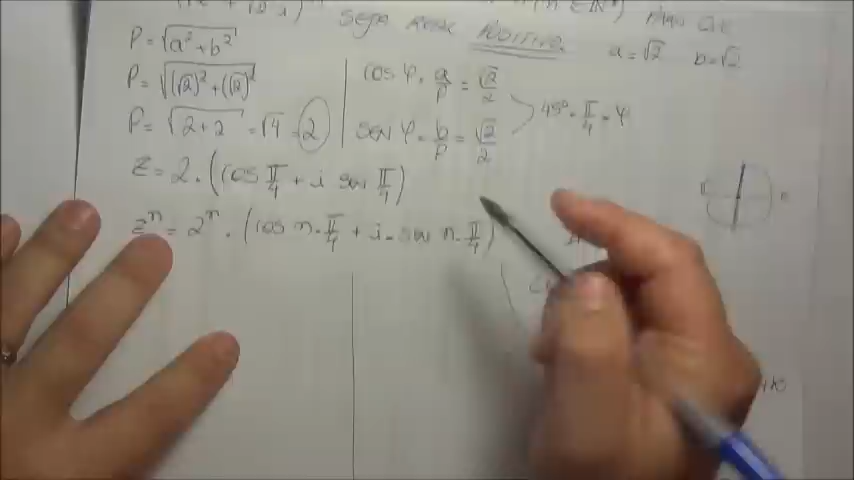 SEJA REAL POSITIVO. a = √2 b = √2
P = √a² + b²
P = √(√2)² + (√2)²
P = √2 + 2 = √4 = 2
cos φ = a/P = √2/2
sen φ = b/P = √2/2
45° = π/4 = φ
z = 2 · (cos π/4 + i sen π/4)
zⁿ = 2ⁿ · (cos n · π/4 + i · sen n · π/4)